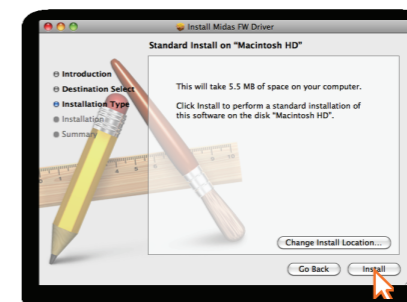 Install Midas FW Driver
Standard Install on "Macintosh HD"
Introduction
Destination Select
Installation Type
Installation
Summary
This will take 5.5 MB of space on your computer.
Click Install to perform a standard installation of
this software on the disk "Macintosh HD".
Change Install Location...
Go Back
Install